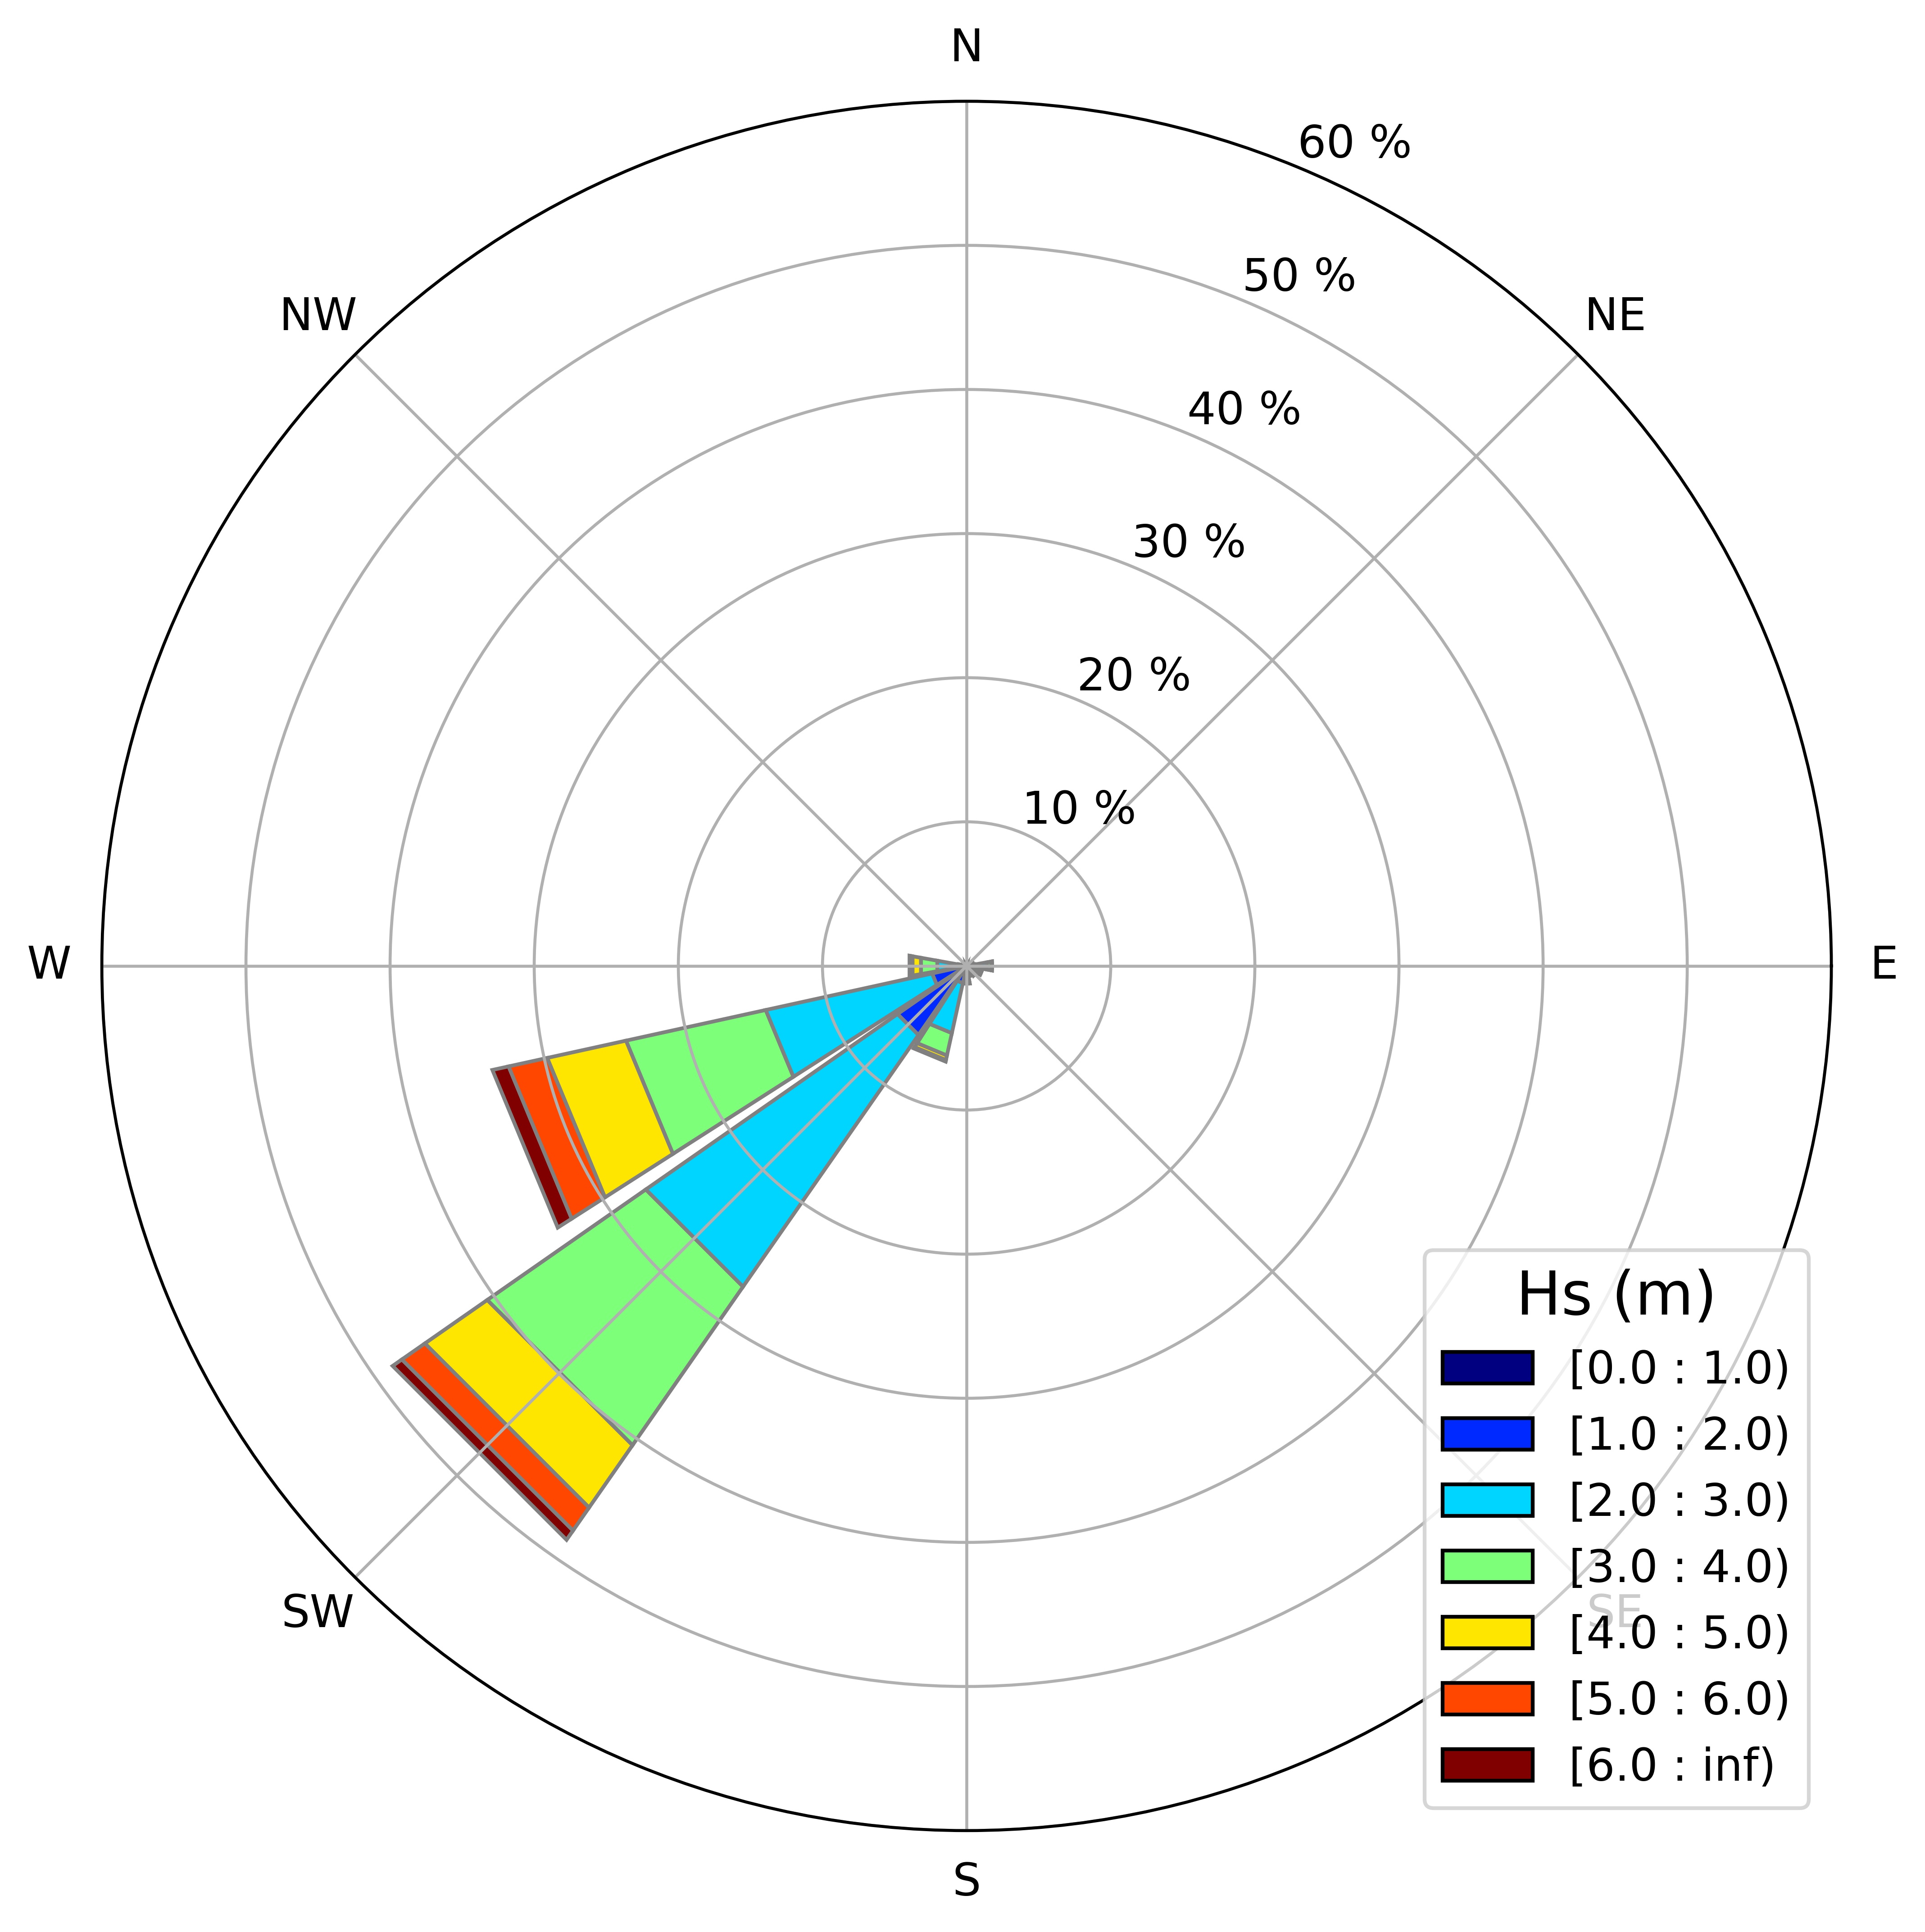 N
60 %
50 %
NW
NE
40 %
30 %
20 %
10 %
W
E
Hs (m)
[0.0 : 1.0)
[1.0 : 2.0)
[2.0 : 3.0)
[3.0 : 4.0)
SW
SE
[4.0 : 5.0)
[5.0 : 6.0)
[6.0 : inf)
S